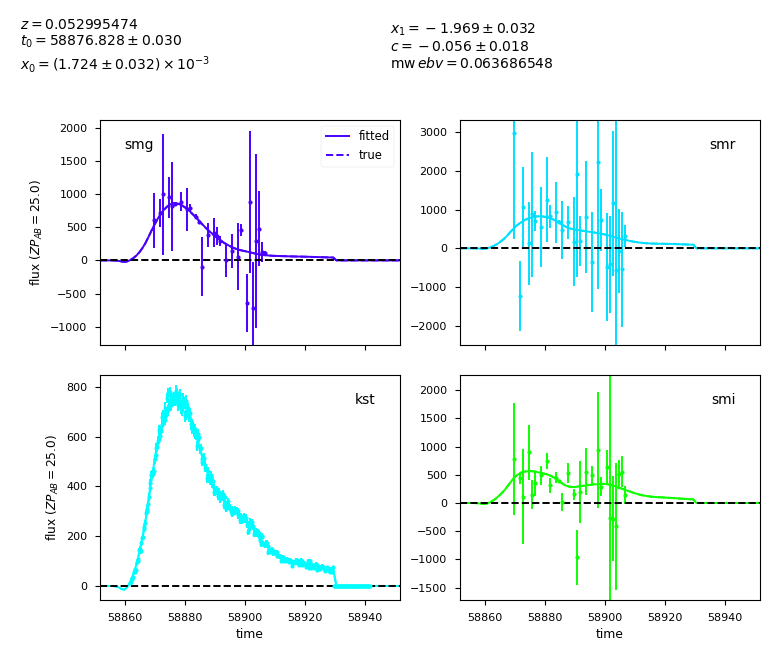 z = 0.052995474
t₀ = 58876.828 ± 0.030
x₀ = (1.724 ± 0.032) × 10⁻³
x₁ = −1.969 ± 0.032
c = −0.056 ± 0.018
mw ebv = 0.063686548
smg
fitted
true
2000
1500
1000
500
0
−500
−1000
flux (ZP_AB = 25.0)
smr
3000
2000
1000
0
−1000
−2000
kst
800
600
400
200
0
flux (ZP_AB = 25.0)
58860 58880 58900 58920 58940
time
smi
2000
1500
1000
500
0
−500
−1000
−1500
58860 58880 58900 58920 58940
time